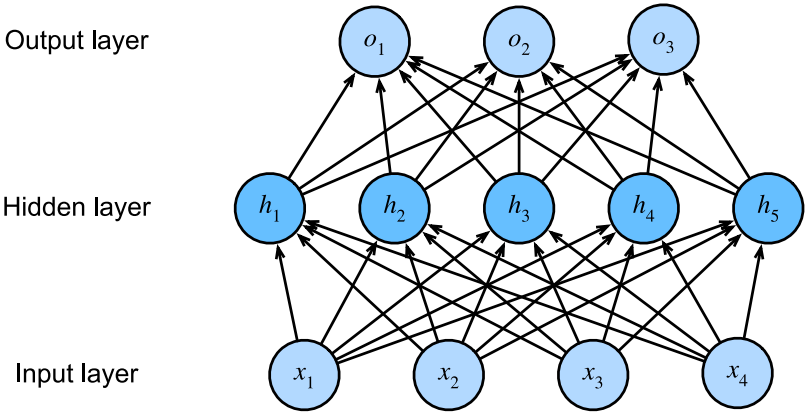 Output layer o₁ o₂ o₃
Hidden layer h₁ h₂ h₃ h₄ h₅
Input layer x₁ x₂ x₃ x₄